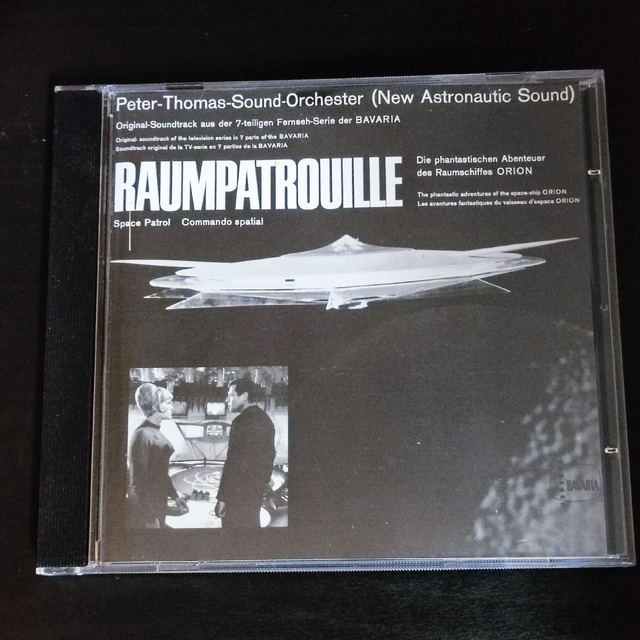 Peter-Thomas-Sound-Orchester (New Astronautic Sound)
Original-Soundtrack aus der 7-teiligen Fernseh-Serie der BAVARIA
Original-soundtrack of the television series in 7 parts of the BAVARIA
Soundtrack original de la TV-serie en 7 parties de la BAVARIA
RAUMPATROUILLE
Space Patrol Commando spatial
Die phantastischen Abenteuer
des Raumschiffes ORION
The phantastic adventures of the space-ship ORION
Les aventures fantastiques du vaisseau d'espace ORION
BAVARIA